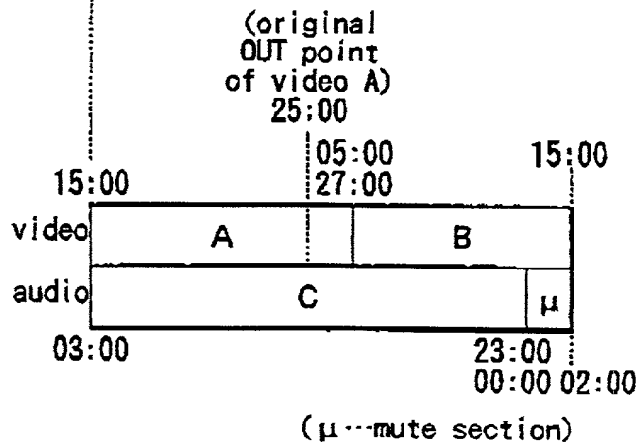 (original
OUT point
of video A)
25:00
05:00 15:00
15:00 27:00
video A B
audio C μ
03:00 23:00
00:00 02:00
(μ···mute section)